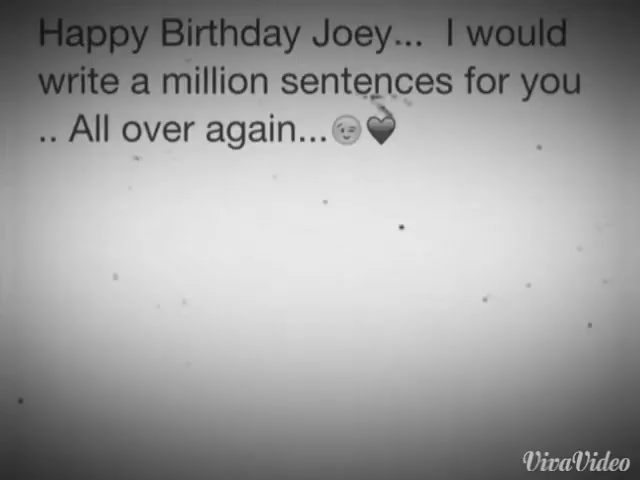 Happy Birthday Joey... I would
write a million sentences for you
.. All over again...😉♥
VivaVideo